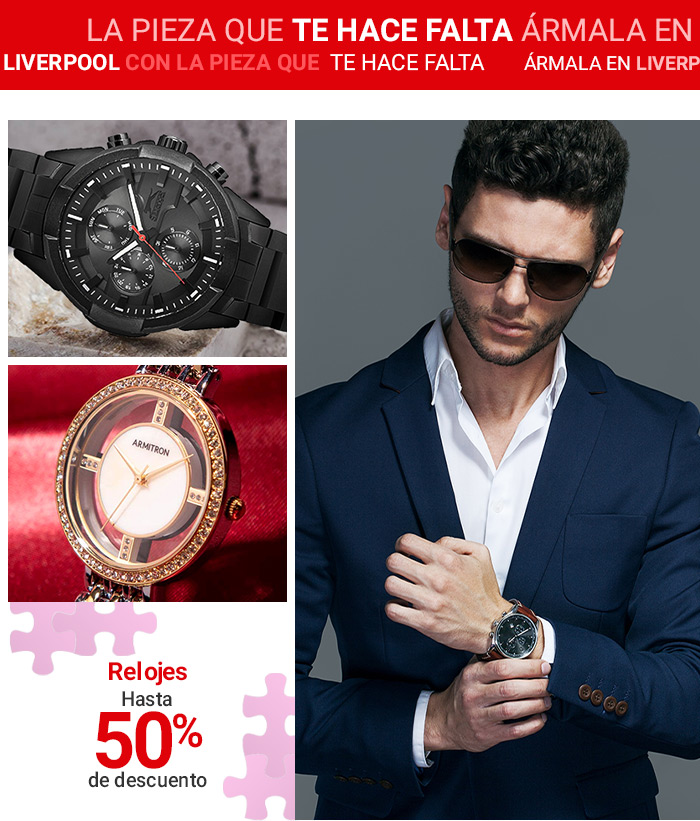 LA PIEZA QUE TE HACE FALTA ÁRMALA EN
LIVERPOOL CON LA PIEZA QUE TE HACE FALTA ÁRMALA EN LIVERP
ARMITRON
Relojes
Hasta
50%
de descuento